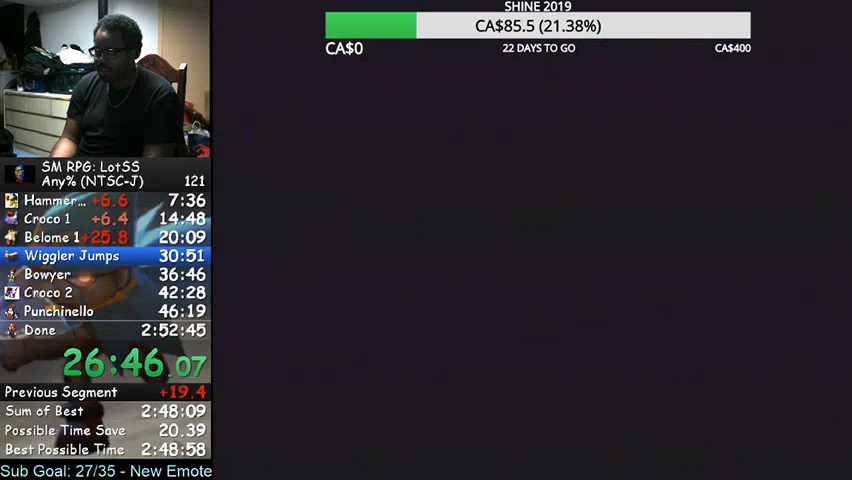 SHINE 2019
CA$85.5 (21.38%)
CA$0
22 DAYS TO GO
CA$400
SM RPG: LotSS
Any% (NTSC-J) 121
Hammer... +6.6 7:36
Croco 1 +6.4 14:48
Belome 1 +25.8 20:09
Wiggler Jumps 30:51
Bowyer 36:46
Croco 2 42:28
Punchinello 46:19
Done 2:52:45
26:46.07
Previous Segment +19.4
Sum of Best 2:48:09
Possible Time Save 20.39
Best Possible Time 2:48:58
Sub Goal: 27/35 - New Emote